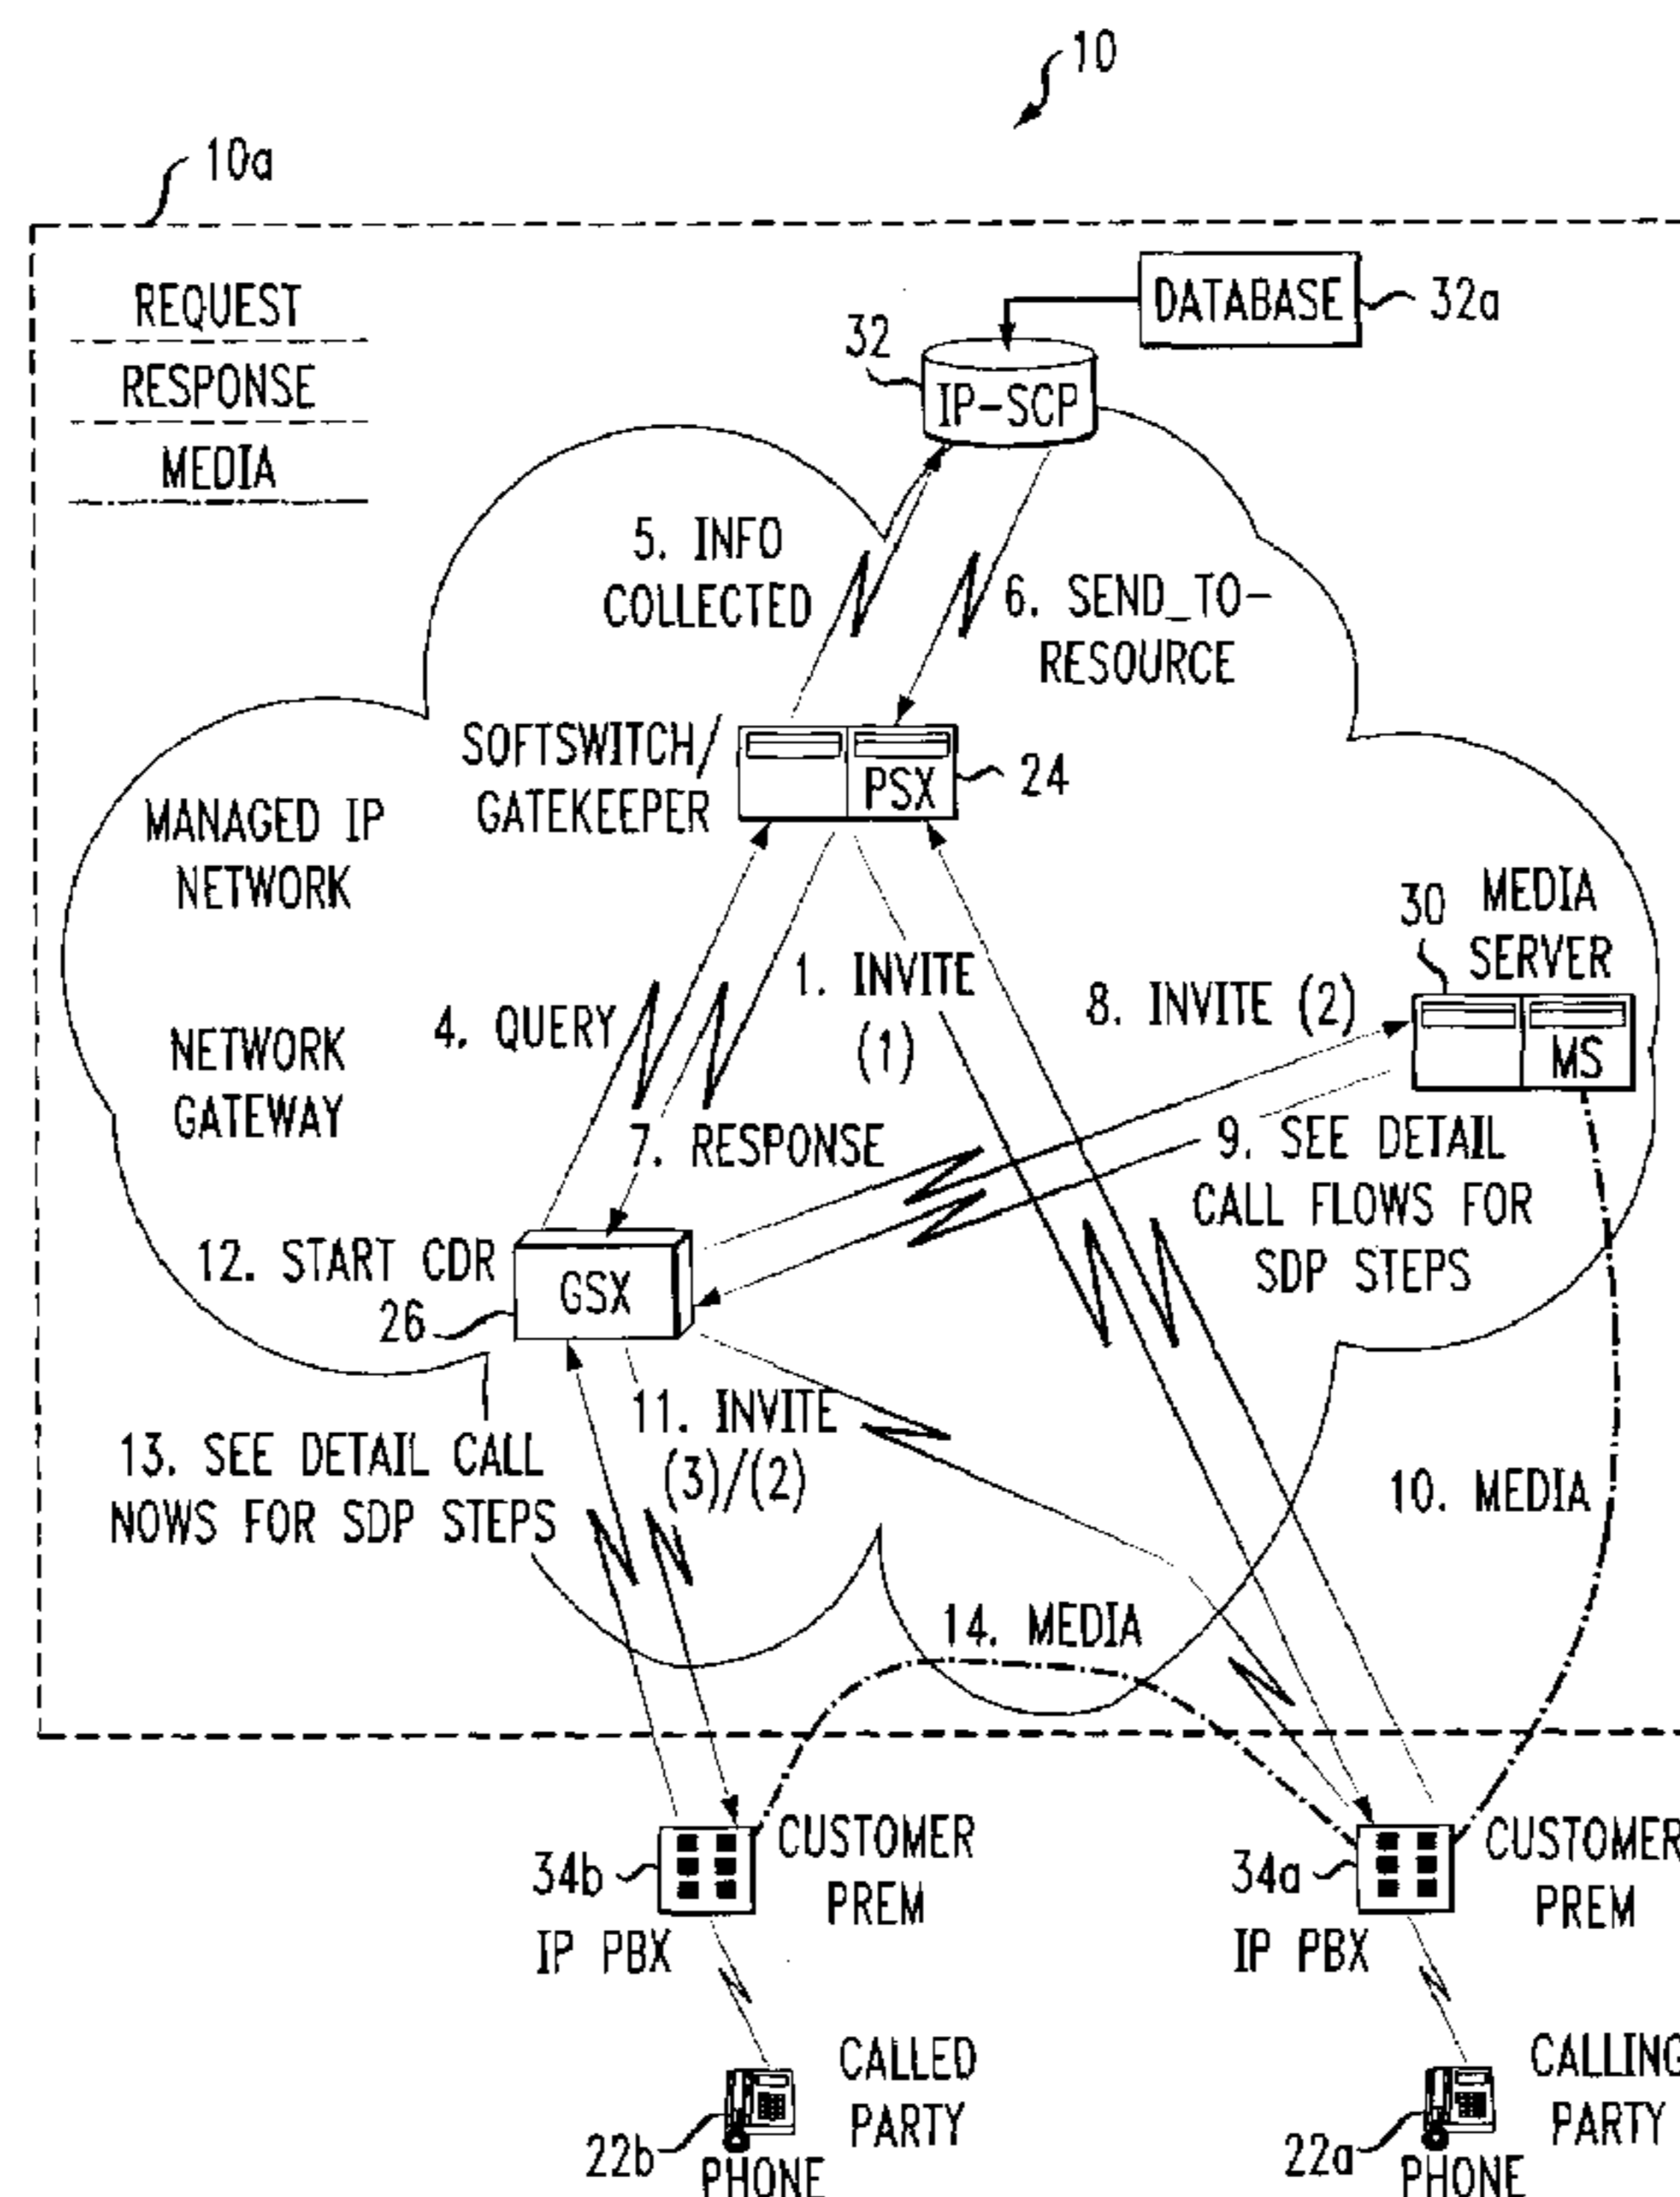 10
10a
REQUEST
RESPONSE
MEDIA
DATABASE
32a
32
IP-SCP
5. INFO
COLLECTED
6. SEND_TO-
RESOURCE
SOFTSWITCH/
GATEKEEPER
PSX
24
MANAGED IP
NETWORK
30
MEDIA
SERVER
MS
NETWORK
GATEWAY
4. QUERY
1. INVITE
(1)
8. INVITE (2)
7. RESPONSE
9. SEE DETAIL
CALL FLOWS FOR
SDP STEPS
12. START CDR
26
GSX
11. INVITE
(3)/(2)
13. SEE DETAIL CALL
NOWS FOR SDP STEPS
10. MEDIA
14. MEDIA
34b
CUSTOMER
PREM
IP PBX
34a
CUSTOMER
PREM
IP PBX
CALLED
PARTY
22b
PHONE
CALLING
PARTY
22a
PHONE